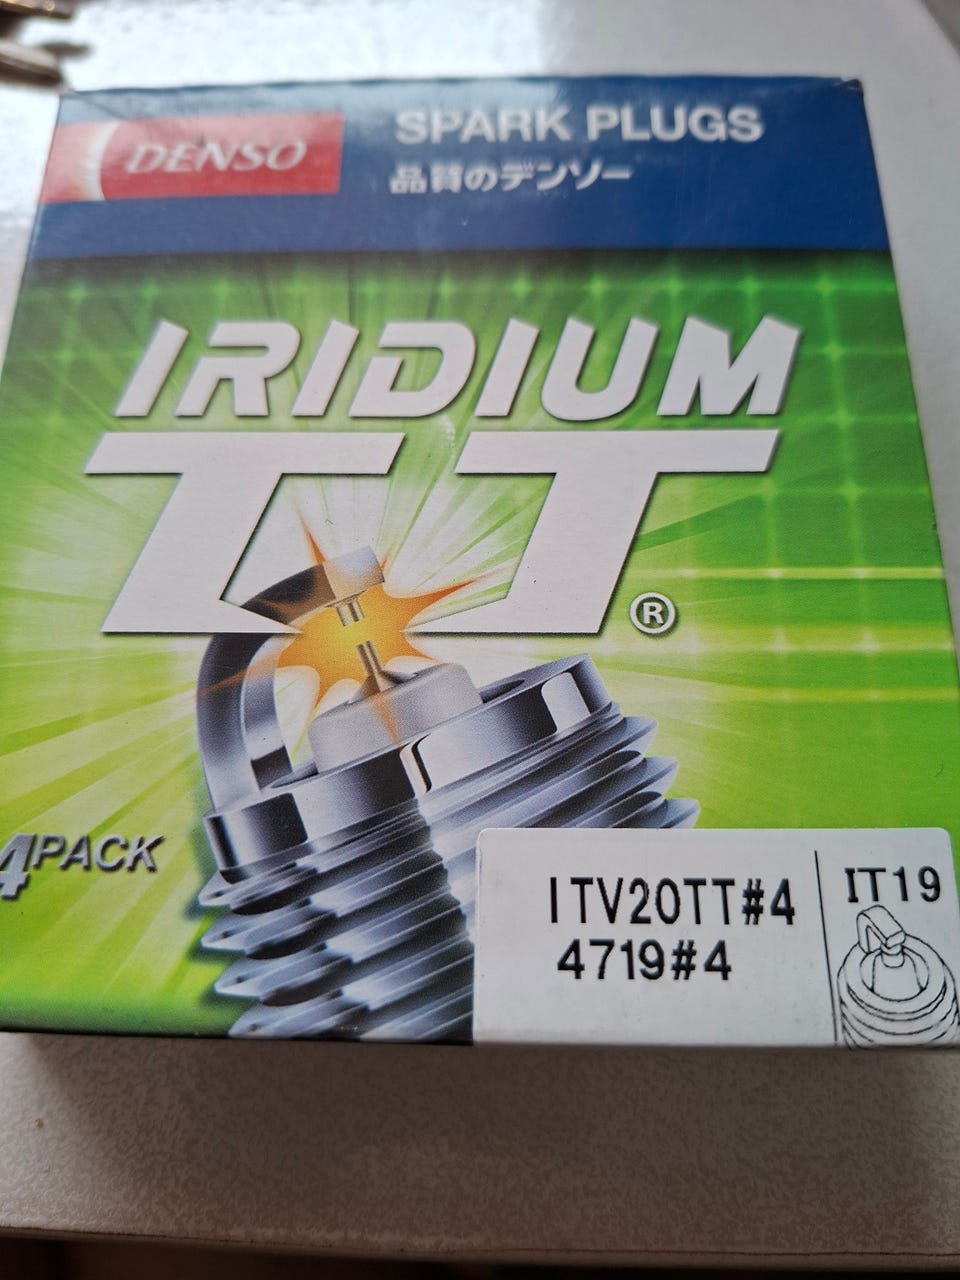 DENSO
SPARK PLUGS
品質のデンソー
IRIDIUM
TT®
4PACK
ITV20TT#4
4719#4
IT19